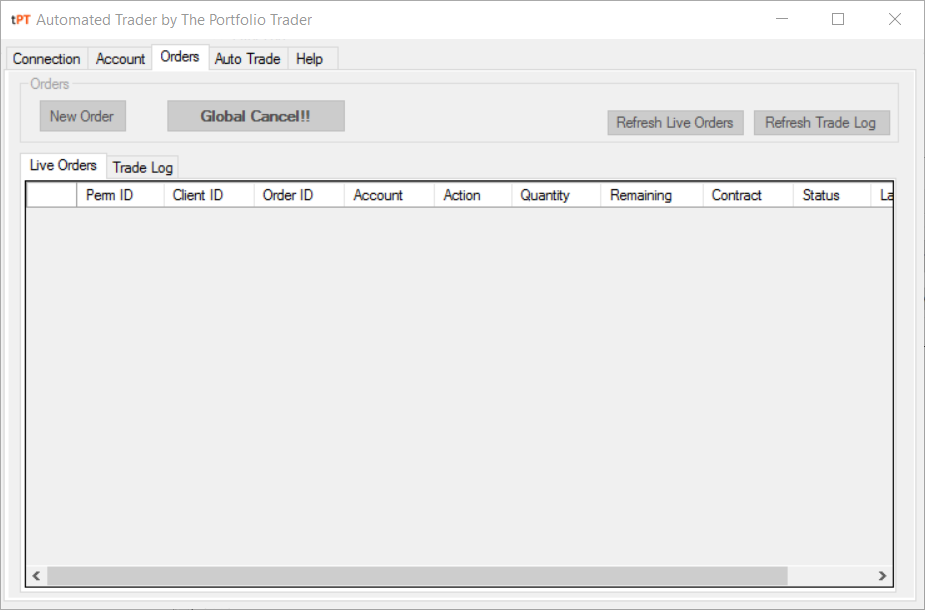 tPT Automated Trader by The Portfolio Trader
Connection Account Orders Auto Trade Help
Orders
New Order Global Cancel!! Refresh Live Orders Refresh Trade Log
Live Orders Trade Log
Perm ID Client ID Order ID Account Action Quantity Remaining Contract Status La